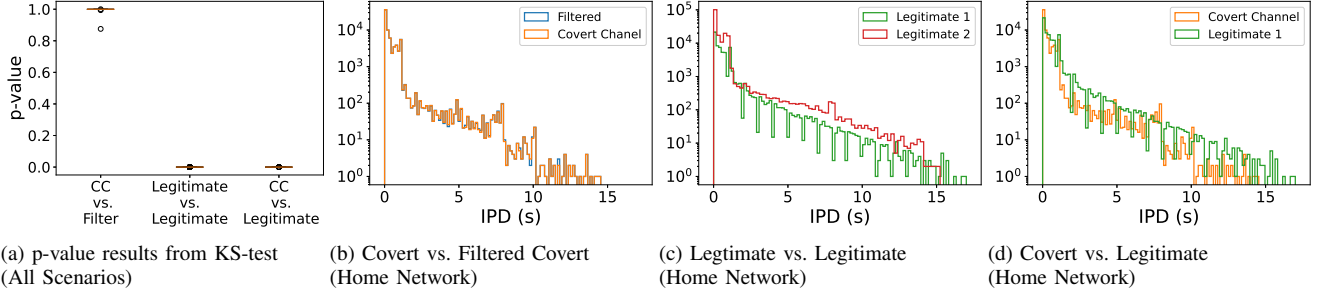 p-value
1.0
0.8
0.6
0.4
0.2
0.0
CC
vs.
Filter
Legitimate
vs.
Legitimate
CC
vs.
Legitimate
(a) p-value results from KS-test
(All Scenarios)
10^4
10^3
10^2
10^1
10^0
0 5 10 15
IPD (s)
Filtered
Covert Chanel
(b) Covert vs. Filtered Covert
(Home Network)
10^5
10^4
10^3
10^2
10^1
10^0
0 5 10 15
IPD (s)
Legitimate 1
Legitimate 2
(c) Legtimate vs. Legitimate
(Home Network)
10^4
10^3
10^2
10^1
10^0
0 5 10 15
IPD (s)
Covert Channel
Legitimate 1
(d) Covert vs. Legitimate
(Home Network)